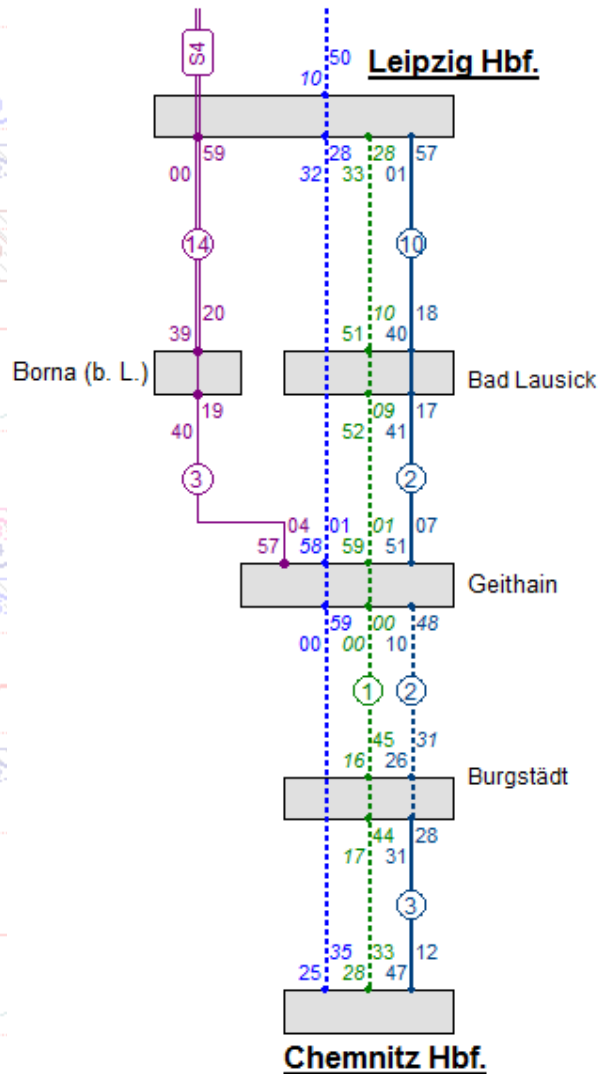 S4
50
10
Leipzig Hbf.
59 28 28 57
00 32 33 01
14 10
20 10 18
39 51 40
Borna (b. L.) Bad Lausick
19 09 17
40 52 41
3 2
04 01 01 07
57 58 59 51
Geithain
59 00 48
00 00 10
1 2
45 31
16 26
Burgstädt
44 28
17 31
3
35 33 12
25 28 47
Chemnitz Hbf.